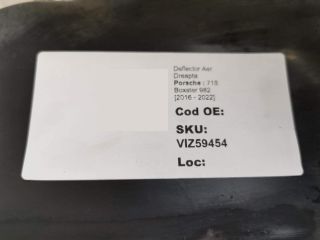 Deflector Aer
Dreapta
Porsche : 718
Boxster 982
[2016 - 2022]
Cod OE:
SKU:
VIZ59454
Loc: